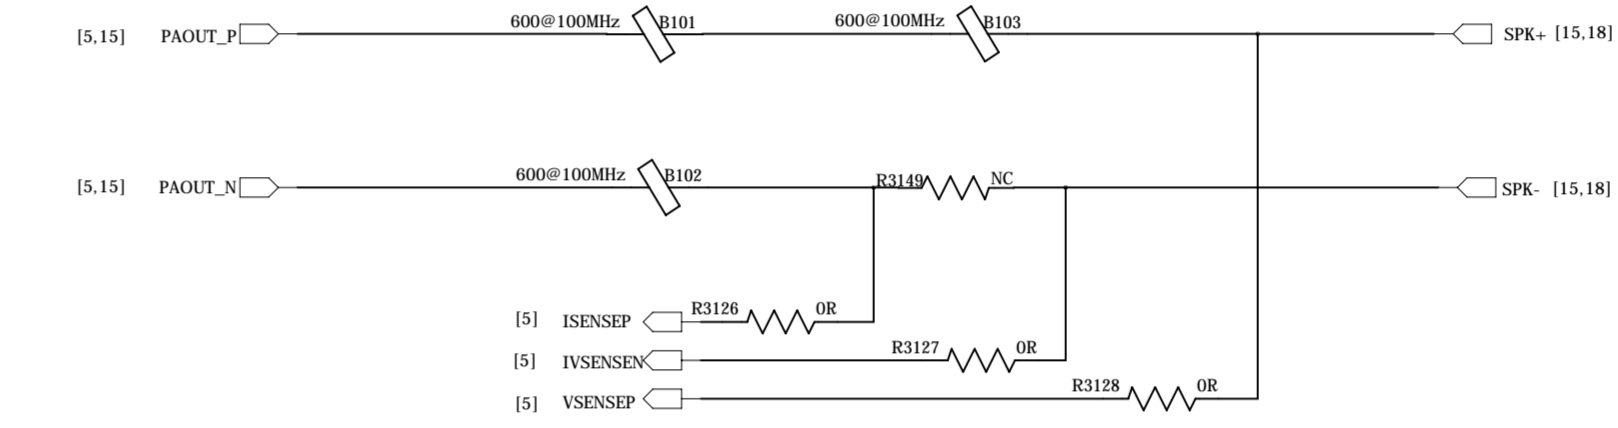 600@100MHz B101 600@100MHz B103
[5,15] PAOUT_P SPK+ [15,18]
600@100MHz B102 R3149 NC
[5,15] PAOUT_N SPK- [15,18]
R3126 0R
[5] ISENSEP
R3127 0R
[5] IVSENSEN
R3128 0R
[5] VSENSEP